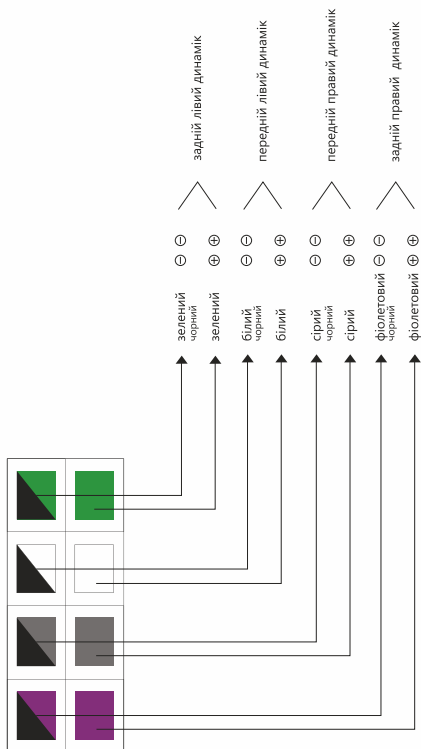 задній лівий динамік
передній лівий динамік
передній правий динамік
задній правий динамік
зелений
чорний
зелений
білий
чорний
білий
сірий
чорний
сірий
фіолетовий
чорний
фіолетовий